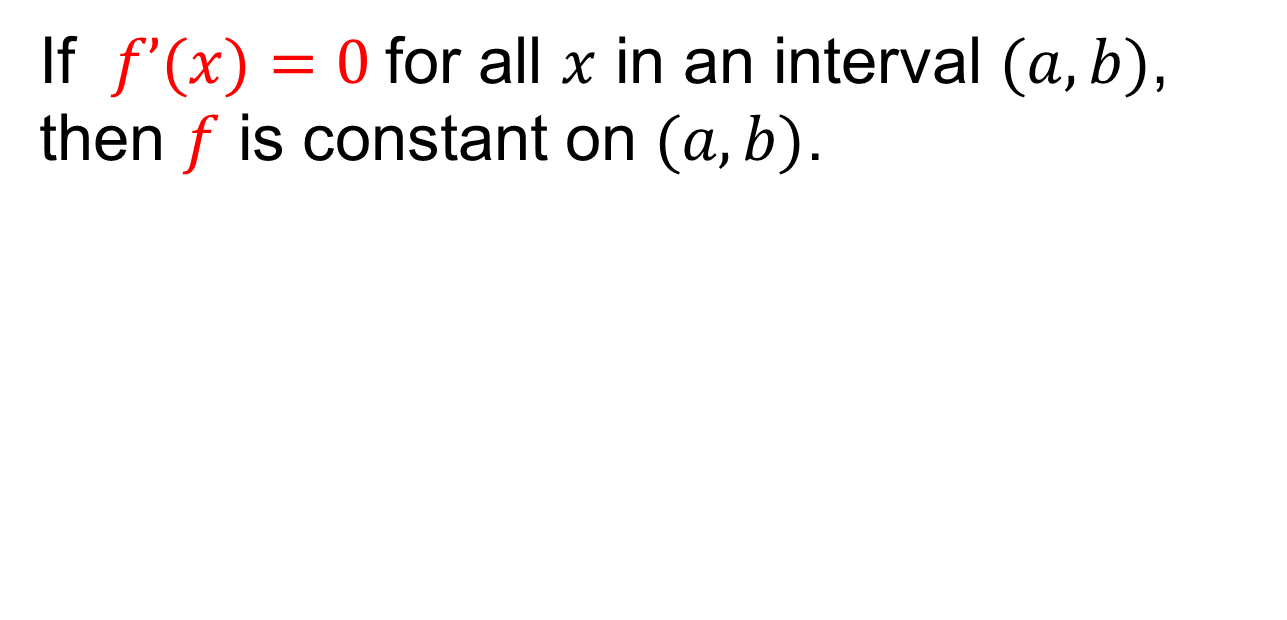 If f’(x) = 0 for all x in an interval (a, b),
then f is constant on (a, b).